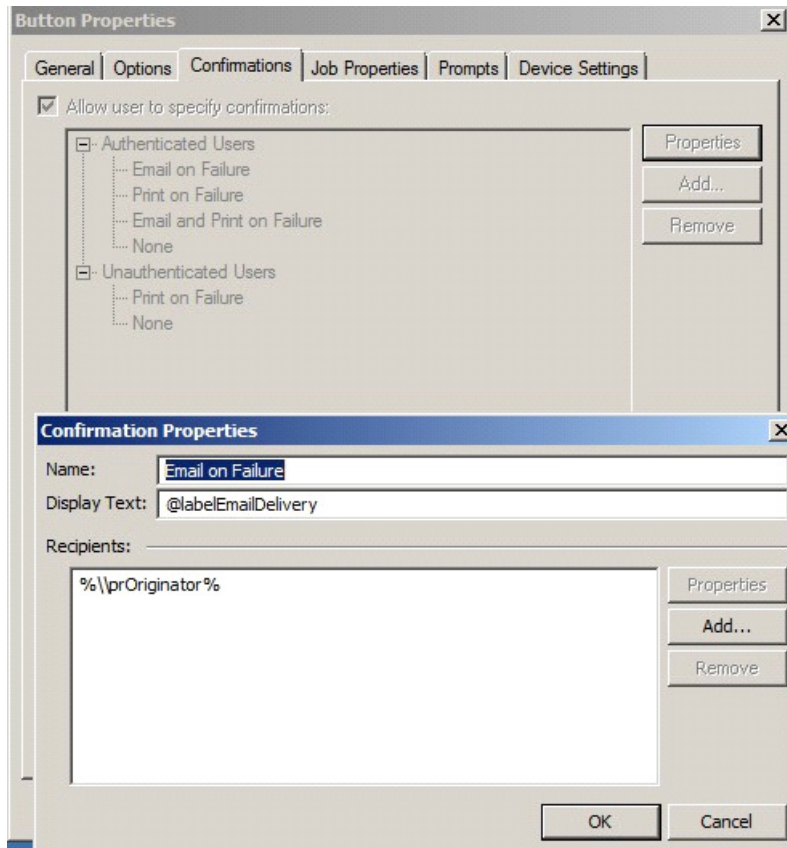 Button Properties
General Options Confirmations Job Properties Prompts Device Settings
Allow user to specify confirmations:
Authenticated Users
Email on Failure
Print on Failure
Email and Print on Failure
None
Unauthenticated Users
Print on Failure
None
Properties
Add...
Remove
Confirmation Properties
Name: Email on Failure
Display Text: @labelEmailDelivery
Recipients:
%\\prOriginator%
Properties
Add...
Remove
OK Cancel